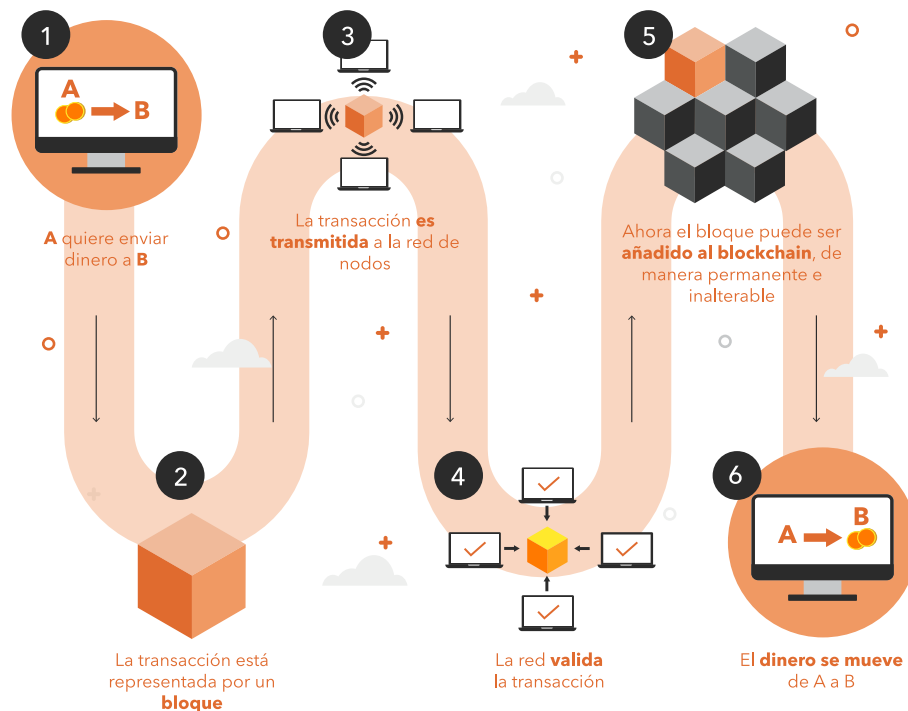 1
A
B
A quiere enviar
dinero a B
2
La transacción está
representada por un
bloque
3
La transacción es
transmitida a la red de
nodos
4
La red valida
la transacción
5
Ahora el bloque puede ser
añadido al blockchain, de
manera permanente e
inalterable
6
A
B
El dinero se mueve
de A a B